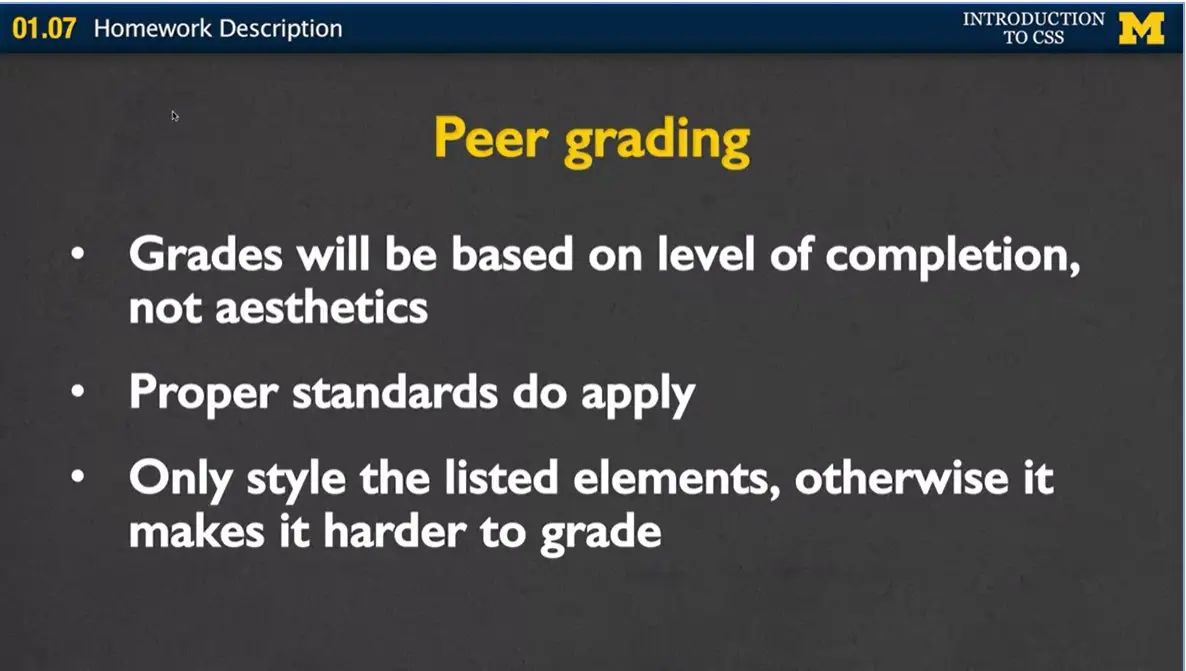 01.07 Homework Description
INTRODUCTION
TO CSS
M
Peer grading
• Grades will be based on level of completion,
not aesthetics
• Proper standards do apply
• Only style the listed elements, otherwise it
makes it harder to grade